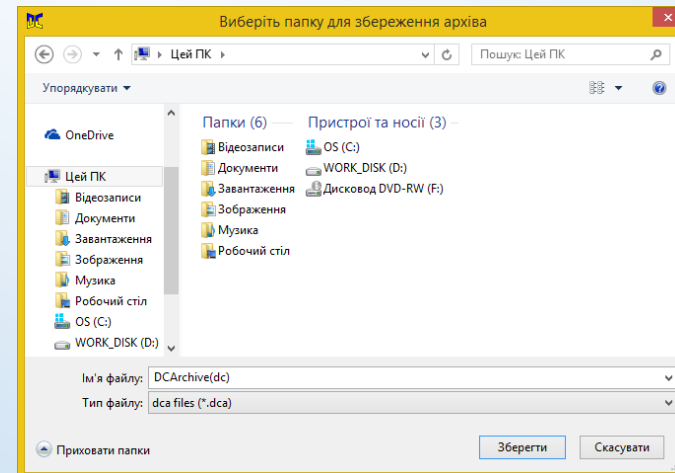 Виберіть папку для збереження архіва
Цей ПК
Пошук: Цей ПК
Упорядкувати
OneDrive
Цей ПК
Відеозаписи
Документи
Завантаження
Зображення
Музика
Робочий стіл
OS (C:)
WORK_DISK (D:)
Папки (6)
Відеозаписи
Документи
Завантаження
Зображення
Музика
Робочий стіл
Пристрої та носії (3)
OS (C:)
WORK_DISK (D:)
Дисковод DVD-RW (F:)
Ім'я файлу: DCArchive(dc)
Тип файлу: dca files (*.dca)
Приховати папки
Зберегти Скасувати